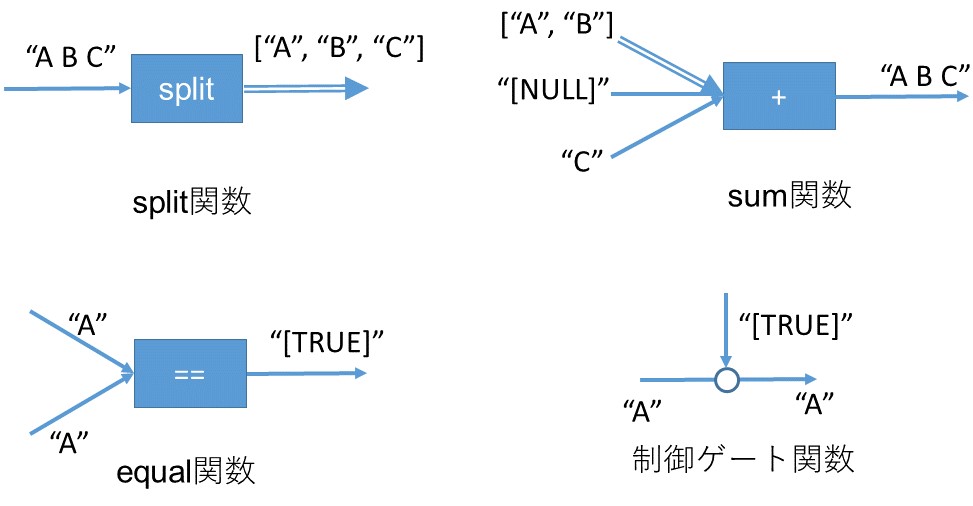 “A B C”
split
[“A”, “B”, “C”]
split関数
[“A”, “B”]
“[NULL]”
“C”
+
“A B C”
sum関数
“A”
“A”
==
“[TRUE]”
equal関数
“[TRUE]”
“A”
“A”
制御ゲート関数